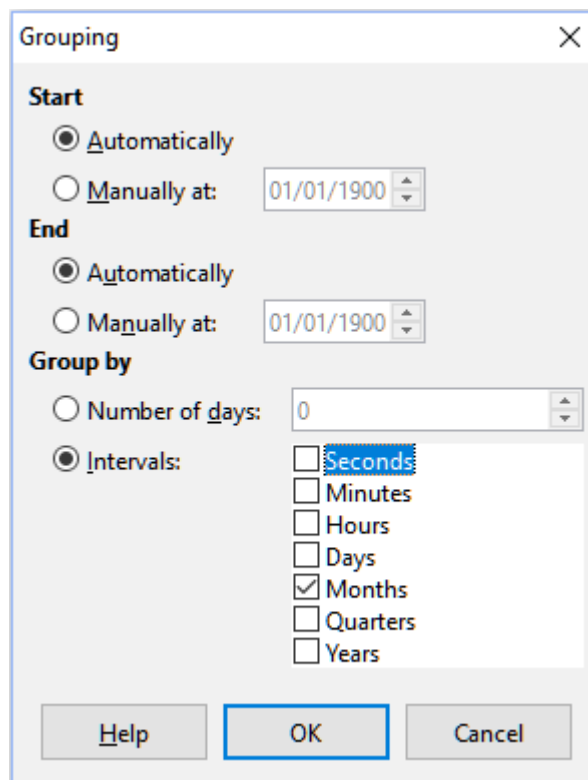 Grouping
Start
Automatically
Manually at: 01/01/1900
End
Automatically
Manually at: 01/01/1900
Group by
Number of days: 0
Intervals: Seconds
Minutes
Hours
Days
Months
Quarters
Years
Help OK Cancel